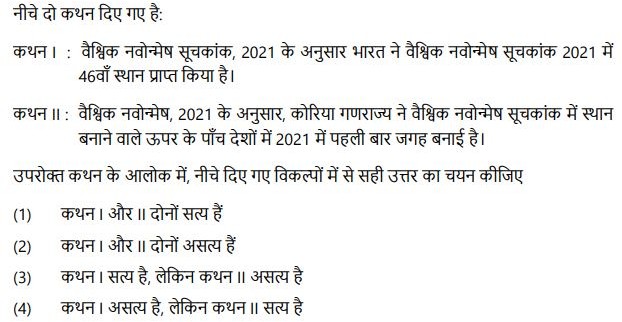 नीचे दो कथन दिए गए है:
कथन I : वैश्विक नवोन्मेष सूचकांक, 2021 के अनुसार भारत ने वैश्विक नवोन्मेष सूचकांक 2021 में
46वाँ स्थान प्राप्त किया है।
कथन II : वैश्विक नवोन्मेष, 2021 के अनुसार, कोरिया गणराज्य ने वैश्विक नवोन्मेष सूचकांक में स्थान
बनाने वाले ऊपर के पाँच देशों में 2021 में पहली बार जगह बनाई है।
उपरोक्त कथन के आलोक में, नीचे दिए गए विकल्पों में से सही उत्तर का चयन कीजिए
(1) कथन I और II दोनों सत्य हैं
(2) कथन I और II दोनों असत्य हैं
(3) कथन I सत्य है, लेकिन कथन II असत्य है
(4) कथन I असत्य है, लेकिन कथन II सत्य है